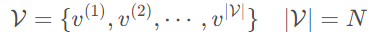 𝒱 = {v⁽¹⁾, v⁽²⁾, ⋯, v^|𝒱|}   |𝒱| = N